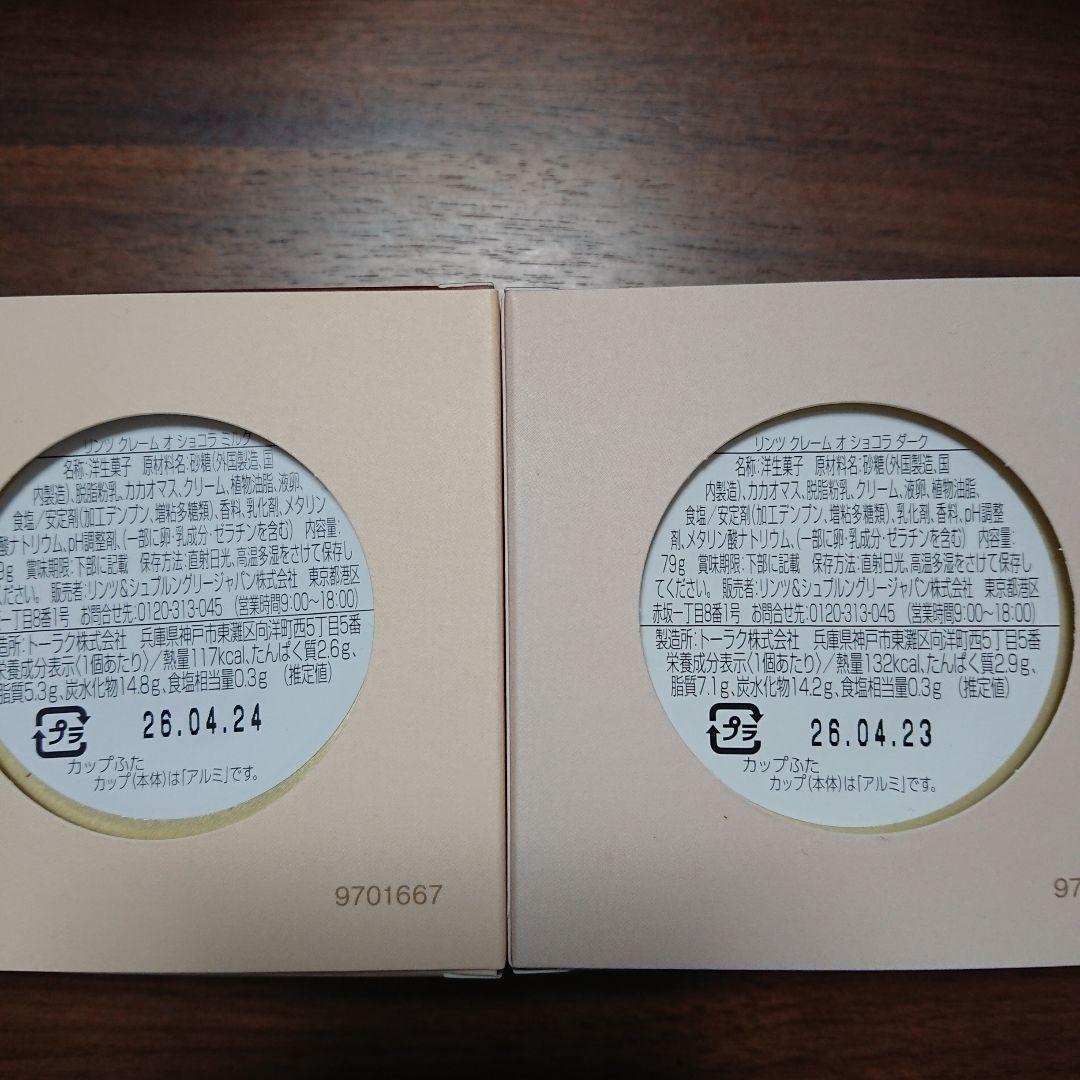 リンツ クレーム オ ショコラ ミルク
名称:洋生菓子 原材料名:砂糖(外国製造、国
内製造)、脱脂粉乳、カカオマス、クリーム、植物油脂、液卵、
食塩/安定剤(加工デンプン、増粘多糖類)、香料、乳化剤、メタリン
酸ナトリウム、pH調整剤、(一部に卵・乳成分・ゼラチンを含む) 内容量:
9g 賞味期限:下部に記載 保存方法:直射日光、高温多湿をさけて保存し
ください。 販売者:リンツ&シュプルングリージャパン株式会社 東京都港区
一丁目8番1号 お問合せ先:0120-313-045 (営業時間9:00〜18:00)
造所:トーラク株式会社 兵庫県神戸市東灘区向洋町西5丁目5番
栄養成分表示〈1個あたり〉/熱量117kcal、たんぱく質2.6g、
脂質5.3g、炭水化物14.8g、食塩相当量0.3g (推定値)
プラ
26.04.24
カップふた
カップ(本体)は「アルミ」です。
9701667
リンツ クレーム オ ショコラ ダーク
名称:洋生菓子 原材料名:砂糖(外国製造、国
内製造)、カカオマス、脱脂粉乳、クリーム、液卵、植物油脂、
食塩/安定剤(加工デンプン、増粘多糖類)、乳化剤、香料、pH調整
剤、メタリン酸ナトリウム、(一部に卵・乳成分・ゼラチンを含む) 内容量:
79g 賞味期限:下部に記載 保存方法:直射日光、高温多湿をさけて保存し
てください。 販売者:リンツ&シュプルングリージャパン株式会社 東京都港区
赤坂一丁目8番1号 お問合せ先:0120-313-045 (営業時間9:00〜18:00)
製造所:トーラク株式会社 兵庫県神戸市東灘区向洋町西5丁目5番
栄養成分表示〈1個あたり〉/熱量132kcal、たんぱく質2.9g、
脂質7.1g、炭水化物14.2g、食塩相当量0.3g (推定値)
プラ
26.04.23
カップふた
カップ(本体)は「アルミ」です。
97